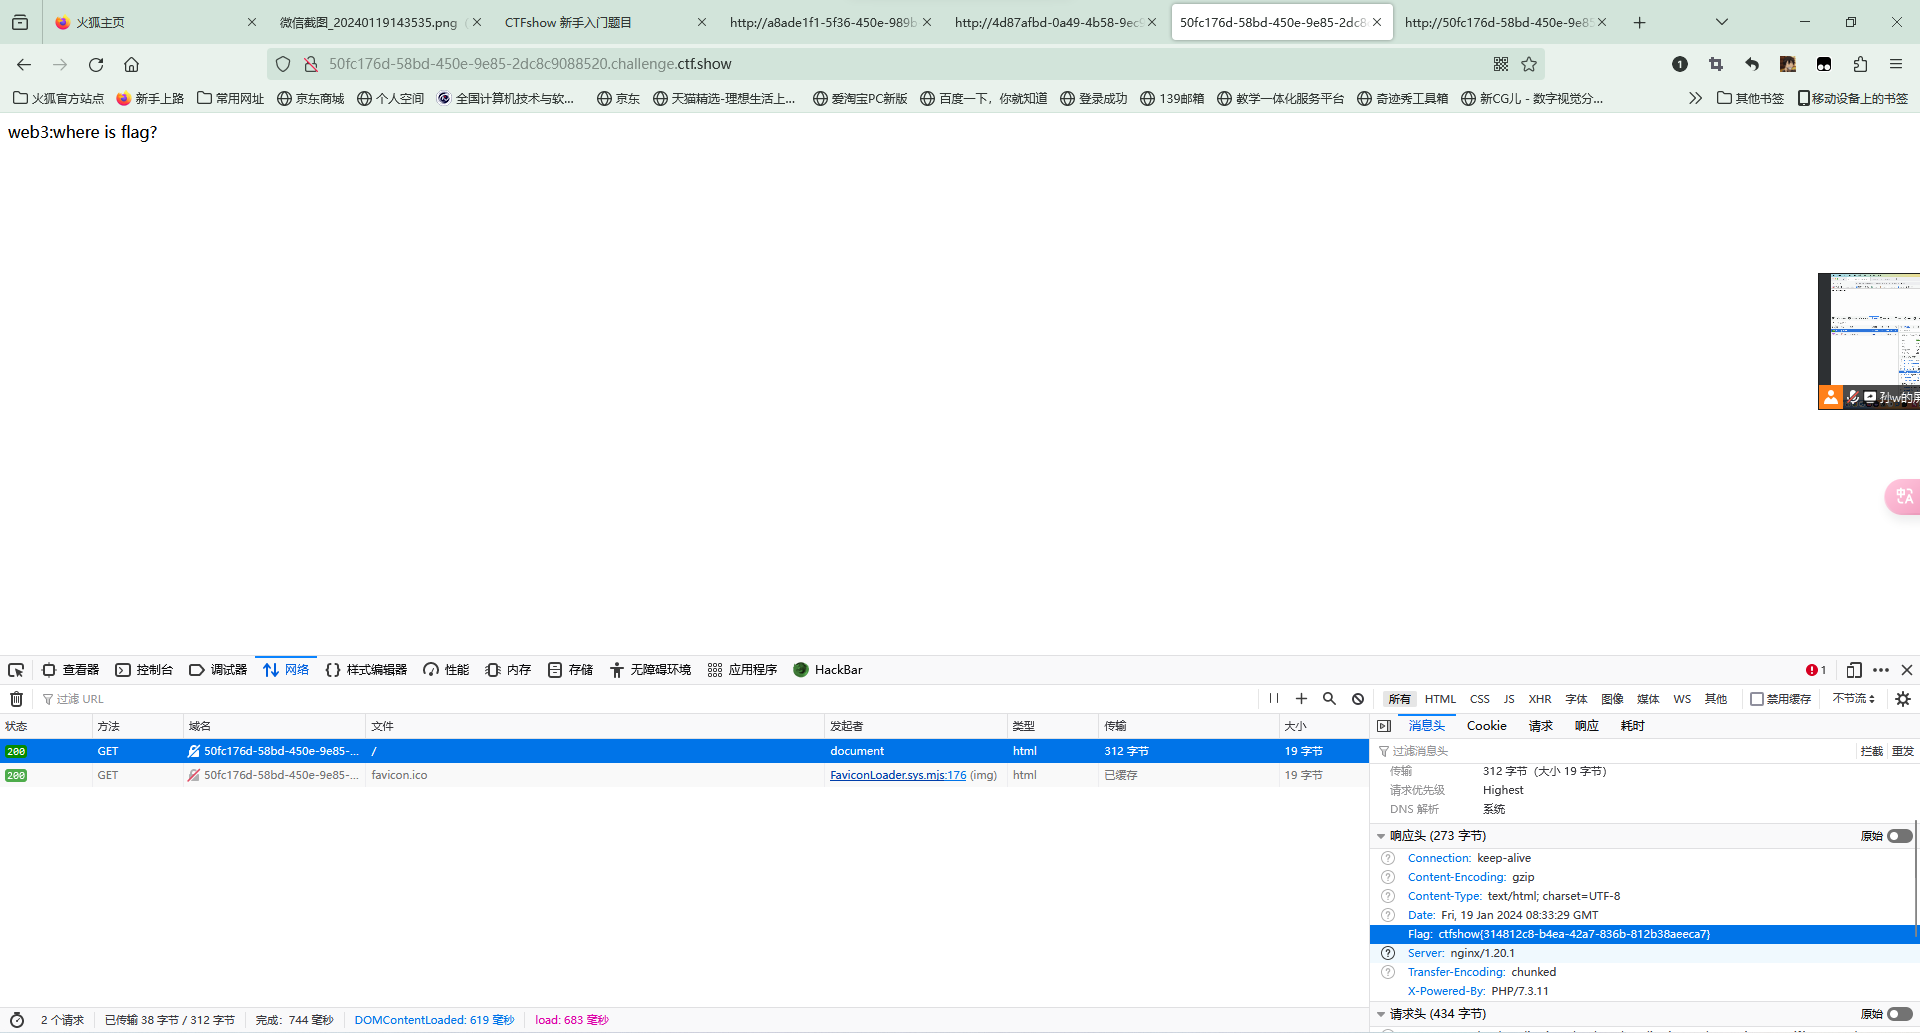 火狐主页
微信截图_20240119143535.png
CTFshow 新手入门题目
http://a8ade1f1-5f36-450e-989b
http://4d87afbd-0a49-4b58-9ec9
50fc176d-58bd-450e-9e85-2dc8
http://50fc176d-58bd-450e-9e85
50fc176d-58bd-450e-9e85-2dc8c9088520.challenge.ctf.show
火狐官方站点 新手上路 常用网址 京东商城 个人空间 全国计算机技术与软... 京东 天猫精选-理想生活上... 爱淘宝PC新版 百度一下，你就知道 登录成功 139邮箱 教学一体化服务平台 奇迹秀工具箱 新CG儿 - 数字视觉分... 其他书签 移动设备上的书签
web3:where is flag?
孙w的屏
查看器 控制台 调试器 网络 样式编辑器 性能 内存 存储 无障碍环境 应用程序 HackBar 1
过滤 URL
所有 HTML CSS JS XHR 字体 图像 媒体 WS 其他 禁用缓存 不节流
状态 方法 域名 文件 发起者 类型 传输 大小
200 GET 50fc176d-58bd-450e-9e85-... / document html 312 字节 19 字节
200 GET 50fc176d-58bd-450e-9e85-... favicon.ico FaviconLoader.sys.mjs:176 (img) html 已缓存 19 字节
消息头 Cookie 请求 响应 耗时
过滤消息头 拦截 重发
传输 312 字节 (大小 19 字节)
请求优先级 Highest
DNS 解析 系统
响应头 (273 字节) 原始
Connection: keep-alive
Content-Encoding: gzip
Content-Type: text/html; charset=UTF-8
Date: Fri, 19 Jan 2024 08:33:29 GMT
Flag: ctfshow{314812c8-b4ea-42a7-836b-812b38aeeca7}
Server: nginx/1.20.1
Transfer-Encoding: chunked
X-Powered-By: PHP/7.3.11
请求头 (434 字节) 原始
2 个请求 已传输 38 字节 / 312 字节 完成：744 毫秒 DOMContentLoaded: 619 毫秒 load: 683 毫秒